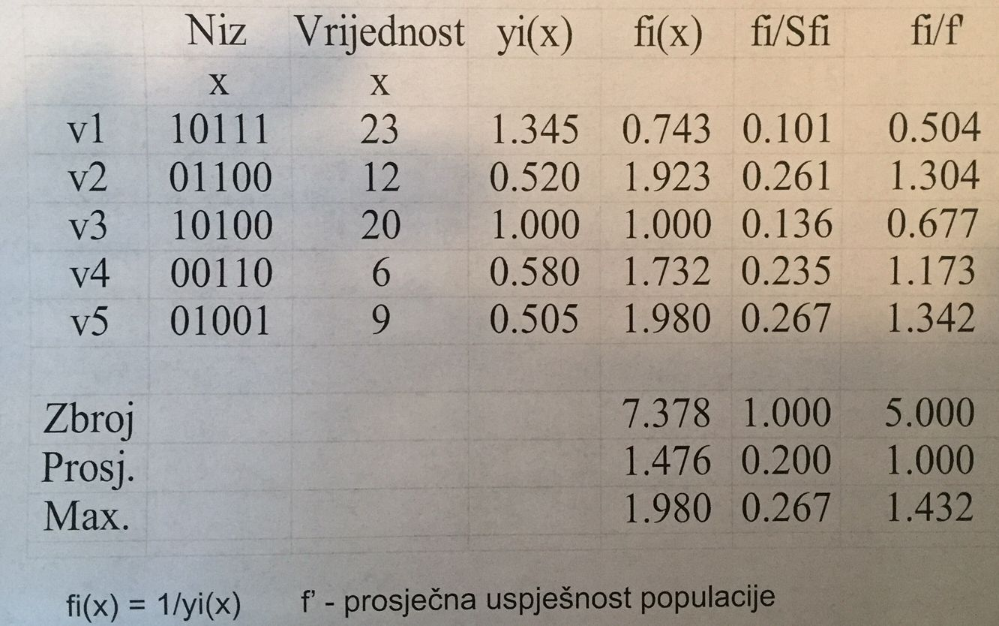 Niz Vrijednost yi(x) fi(x) fi/Sfi fi/f'
x x
v1 10111 23 1.345 0.743 0.101 0.504
v2 01100 12 0.520 1.923 0.261 1.304
v3 10100 20 1.000 1.000 0.136 0.677
v4 00110 6 0.580 1.732 0.235 1.173
v5 01001 9 0.505 1.980 0.267 1.342
Zbroj 7.378 1.000 5.000
Prosj. 1.476 0.200 1.000
Max. 1.980 0.267 1.432
fi(x) = 1/yi(x) f' - prosječna uspješnost populacije